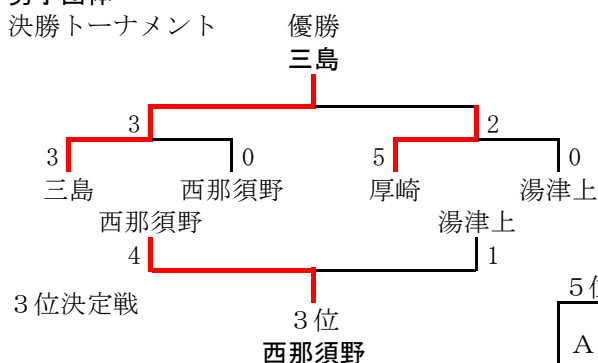 決勝トーナメント 優勝
三島
3 2
3 0 5 0
三島 西那須野 厚崎 湯津上
西那須野 湯津上
4 1
5位
３位決定戦
3位
A
西那須野